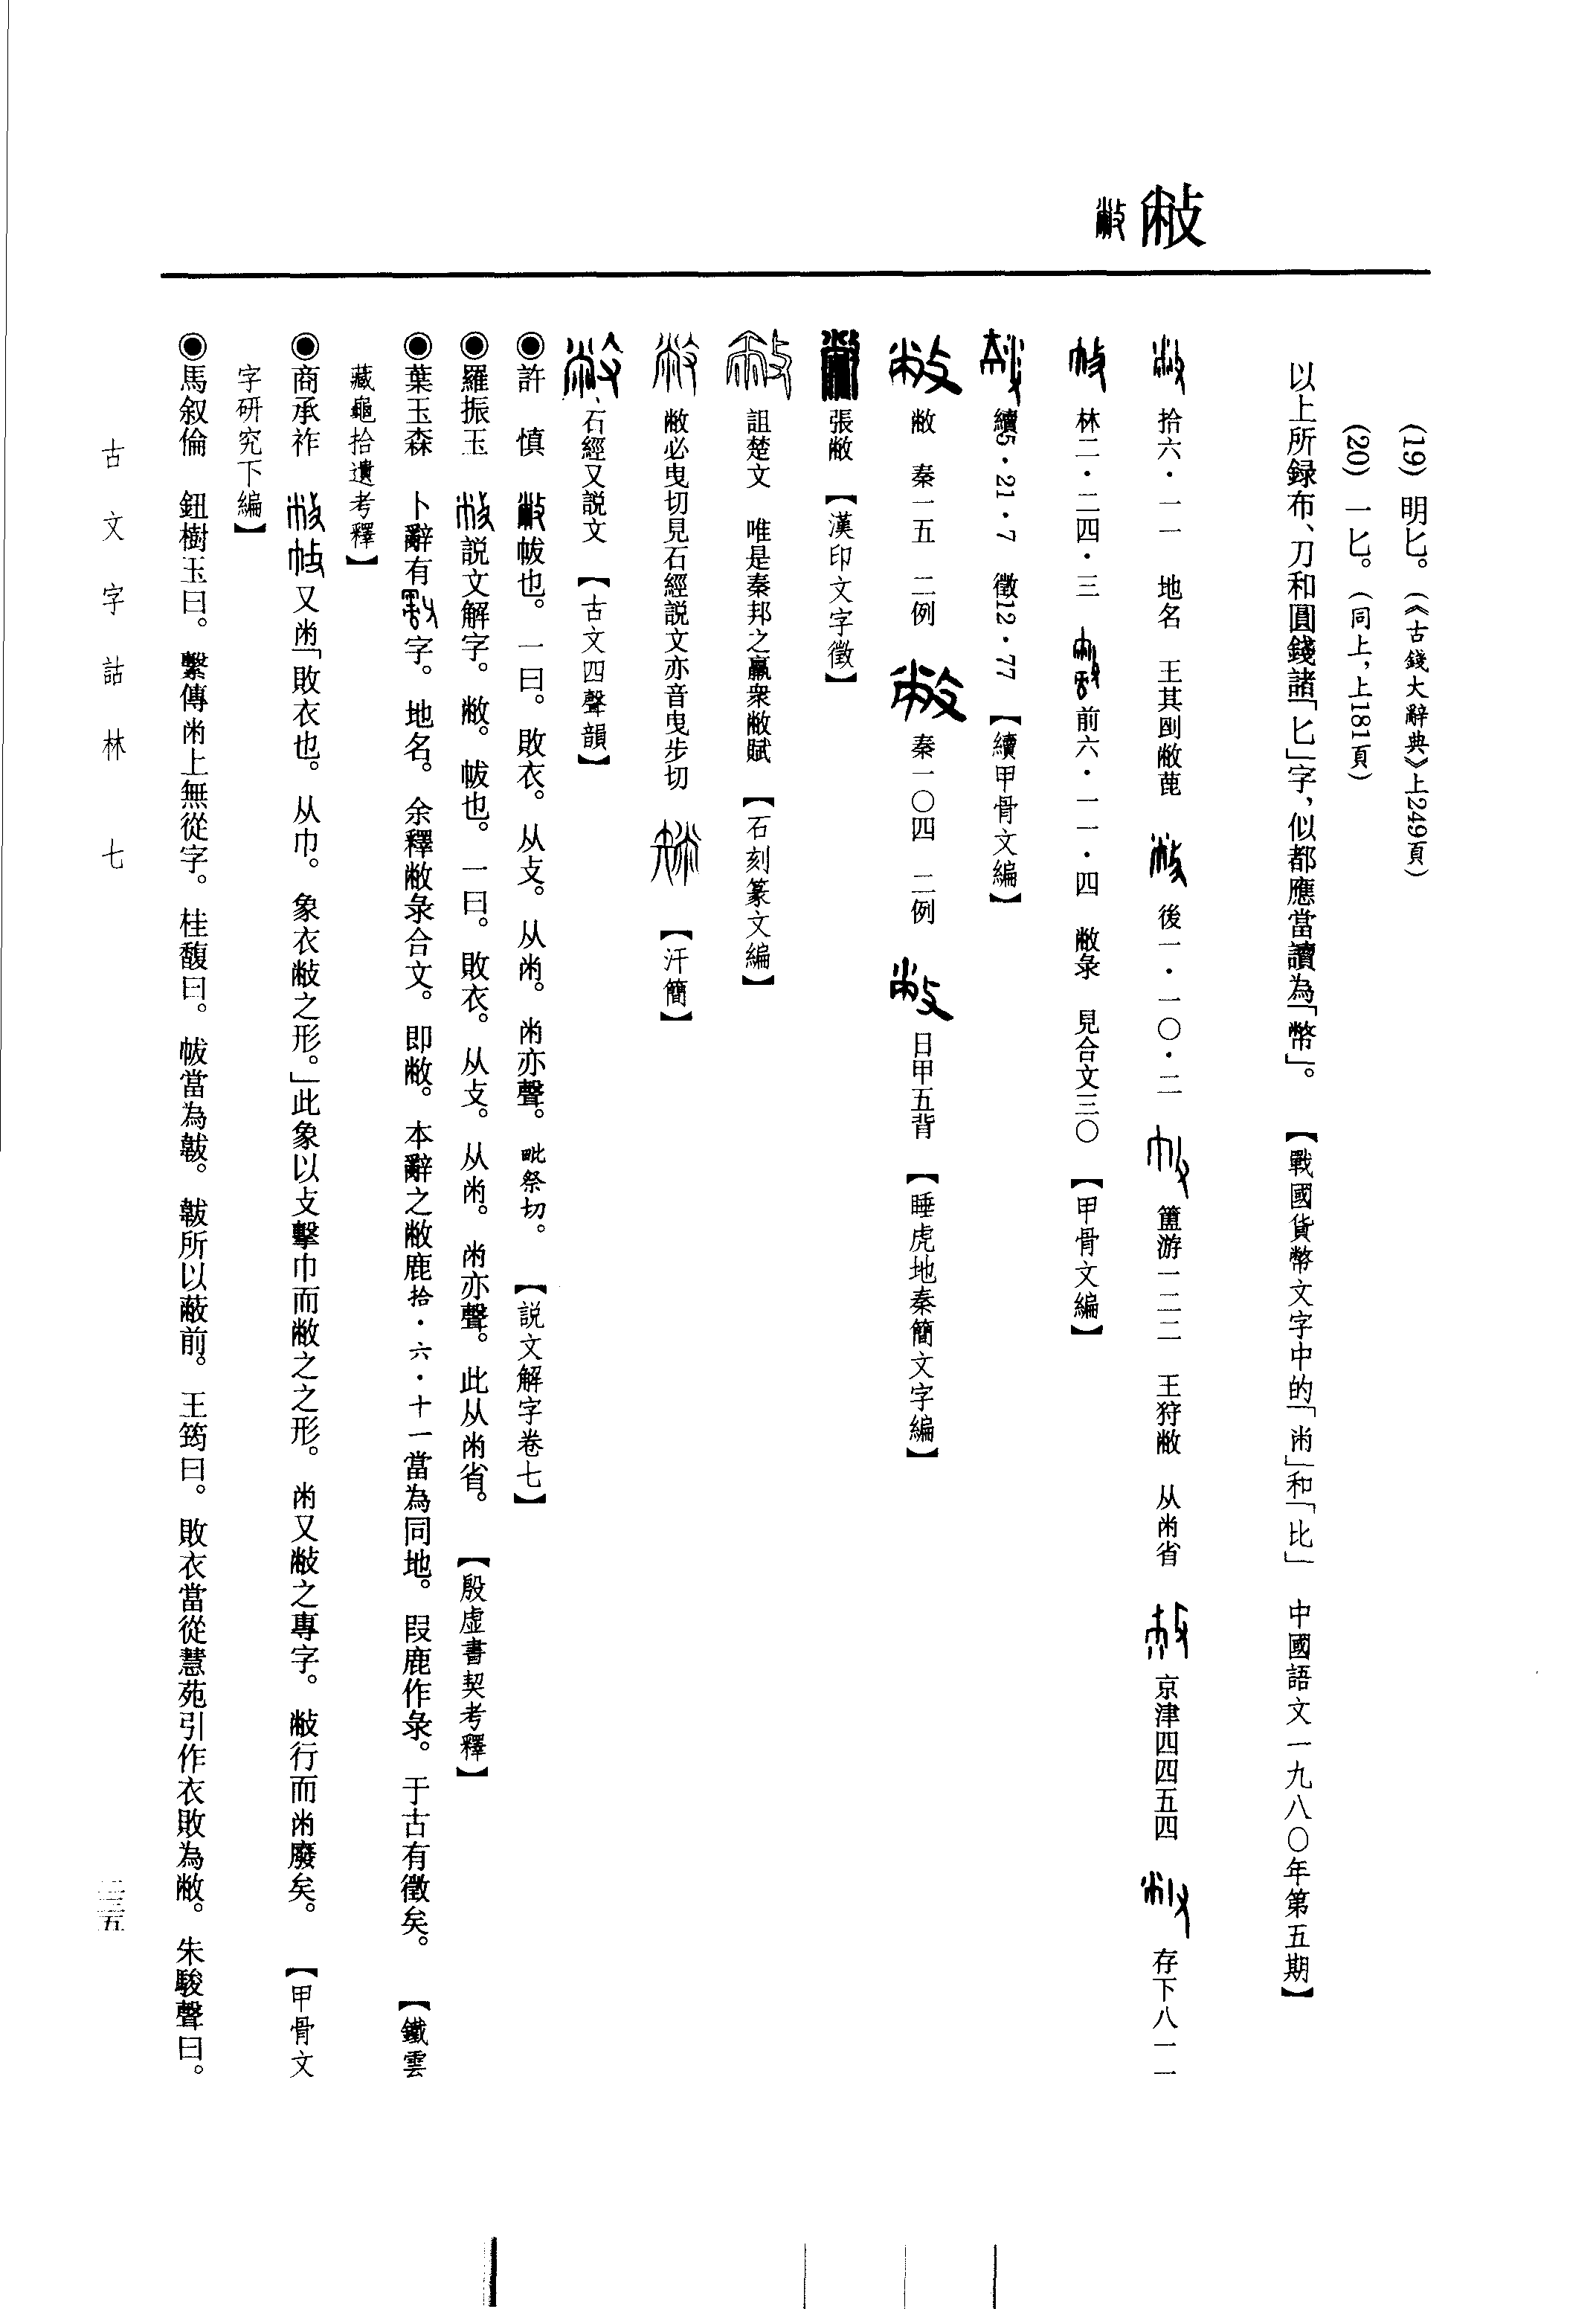 敝
(19) 明匕。(《古錢大辭典》上249頁)
(20) 一匕。(同上,上181頁)
以上所録布、刀和圓錢諸「匕」字,似都應當讀為「幣」。 【戰國貨幣文字中的「㡀」和「比」 中國語文一九八〇年第五期】
拾六・一一 地名 王其㓝敝蓖 後一・一〇・二 簠游一二二 王狩敝 从㡀省 京津四四五四 存下八一一
林二・二四・三 前六・一一・四 敝彔 見合文三〇 【甲骨文編】
續5・21・7 徵12・77 【續甲骨文編】
敝 秦一五 二例 秦一〇四 二例 日甲五背 【睡虎地秦簡文字編】
張敝 【漢印文字徵】
詛楚文 唯是秦邦之羸衆敝賦 【石刻篆文編】
敝必曳切見石經説文亦音曳步切 【汗簡】
石經又説文 【古文四聲韻】
◉許 慎 帗也。一曰。敗衣。从攴。从㡀。㡀亦聲。毗祭切。 【説文解字卷七】
◉羅振玉 説文解字。敝。帗也。一曰。敗衣。从攴。从㡀。㡀亦聲。此从㡀省。 【殷虛書契考釋】
◉葉玉森 卜辭有 字。地名。余釋敝彔合文。即敝。本辭之敝鹿拾・六・十一當為同地。叚鹿作彔。于古有徵矣。 【鐵雲
藏龜拾遺考釋】
◉商承祚 又㡀「敗衣也。从巾。象衣敝之形。」此象以攴擊巾而敝之之形。㡀又敝之專字。敝行而㡀廢矣。 【甲骨文
字研究下編】
◉馬叙倫 鈕樹玉曰。繫傳㡀上無從字。桂馥曰。帗當為韍。韍所以蔽前。王筠曰。敗衣當從慧苑引作衣敗為敝。朱駿聲曰。
古文字詁林 七
二三五